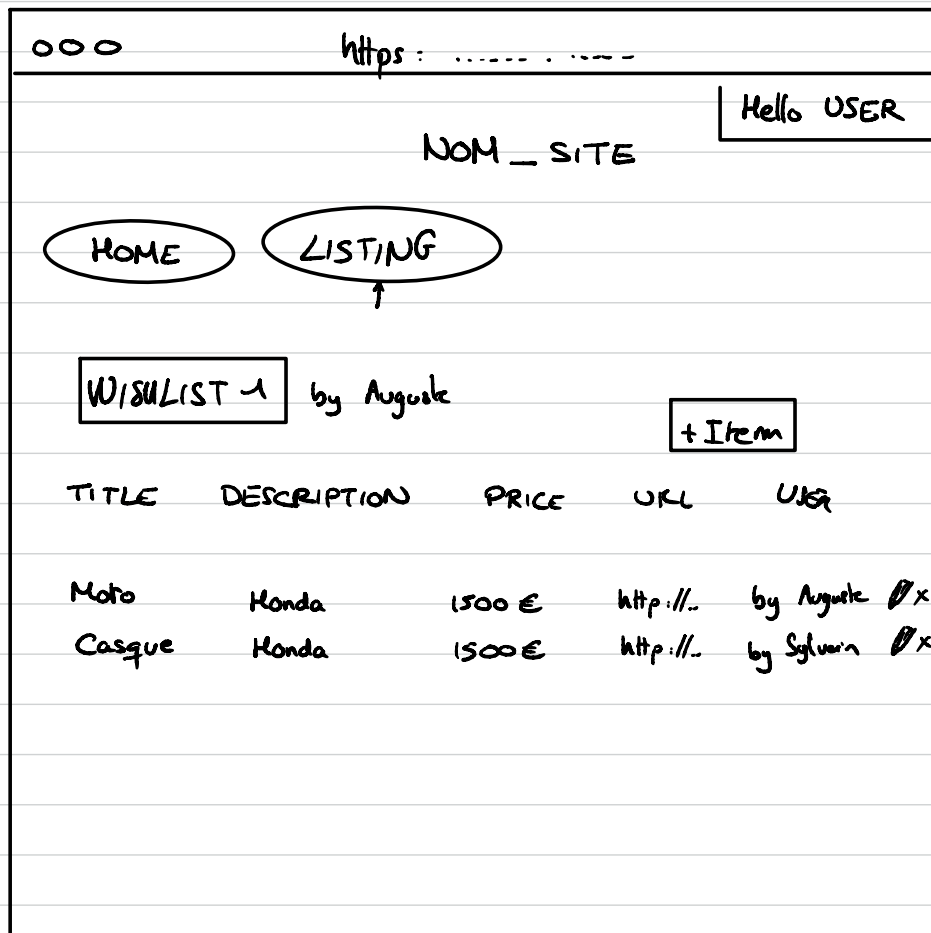 https : ...... . .....
Hello USER
NOM_SITE
HOME LISTING
WISHLIST 1 by Auguste
+ Item
TITLE DESCRIPTION PRICE URL USER
Moto Honda 1500 € http://.. by Auguste x
Casque Honda 1500 € http://.. by Sylvain x